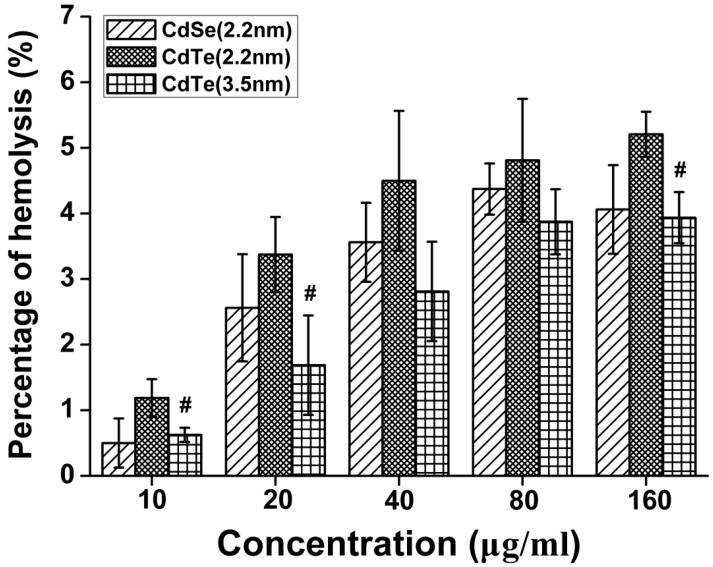 7
6
5
4
3
2
1
0
Percentage of hemolysis (%)
CdSe(2.2nm)
CdTe(2.2nm)
CdTe(3.5nm)
#
#
#
10 20 40 80 160
Concentration (µg/ml)